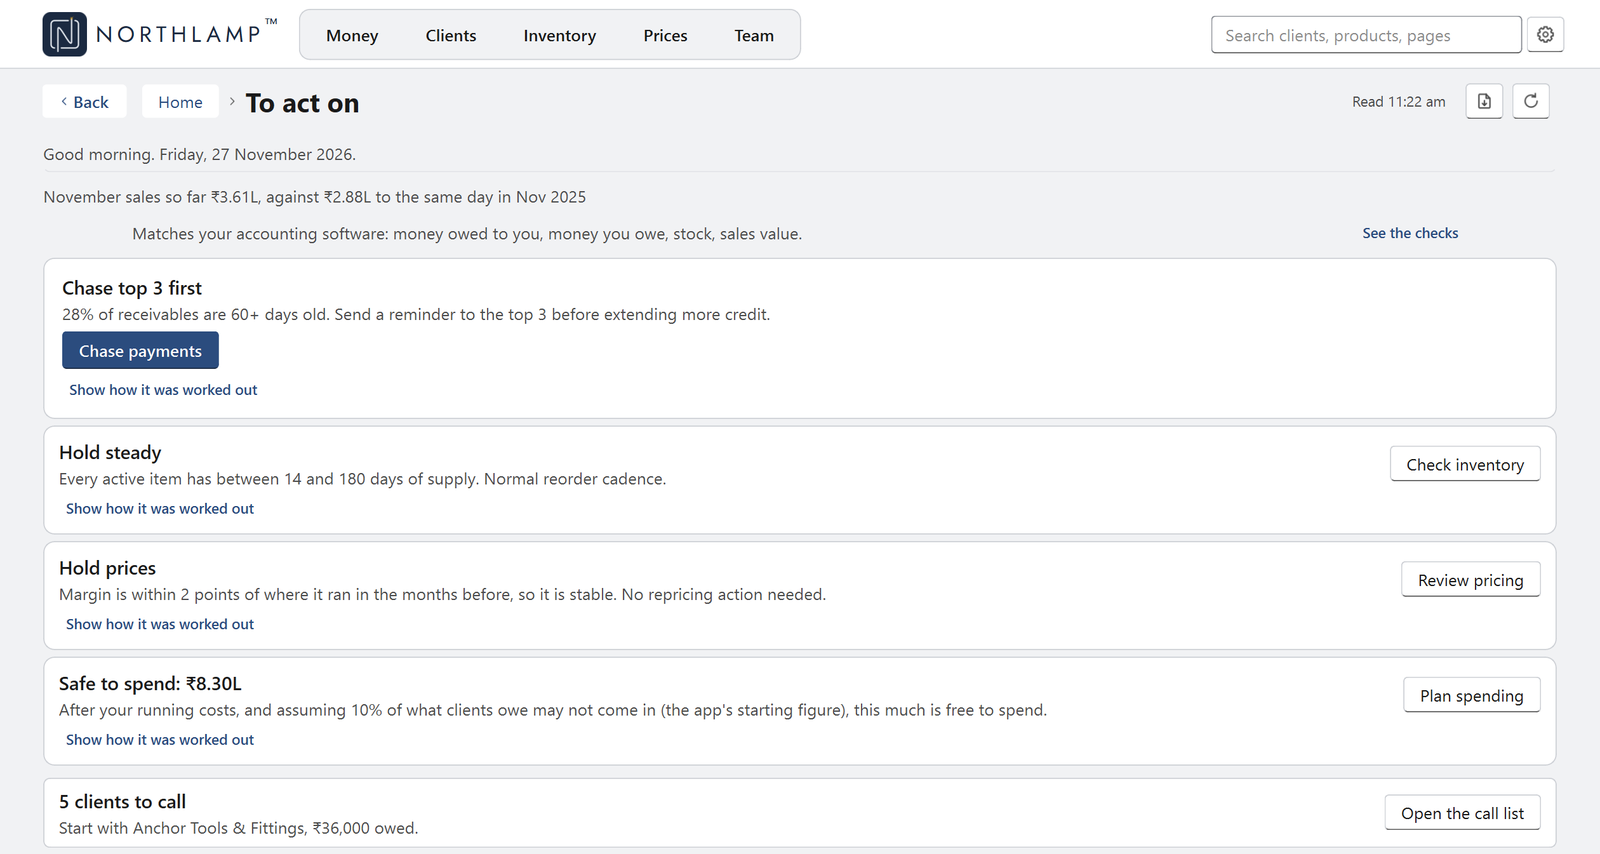 NORTHLAMP™
Money
Clients
Inventory
Prices
Team
Search clients, products, pages
Back
Home
To act on
Read 11:22 am
Good morning. Friday, 27 November 2026.
November sales so far ₹3.61L, against ₹2.88L to the same day in Nov 2025
Matches your accounting software: money owed to you, money you owe, stock, sales value.
See the checks
Chase top 3 first
28% of receivables are 60+ days old. Send a reminder to the top 3 before extending more credit.
Chase payments
Show how it was worked out
Hold steady
Every active item has between 14 and 180 days of supply. Normal reorder cadence.
Show how it was worked out
Check inventory
Hold prices
Margin is within 2 points of where it ran in the months before, so it is stable. No repricing action needed.
Show how it was worked out
Review pricing
Safe to spend: ₹8.30L
After your running costs, and assuming 10% of what clients owe may not come in (the app's starting figure), this much is free to spend.
Show how it was worked out
Plan spending
5 clients to call
Start with Anchor Tools & Fittings, ₹36,000 owed.
Open the call list